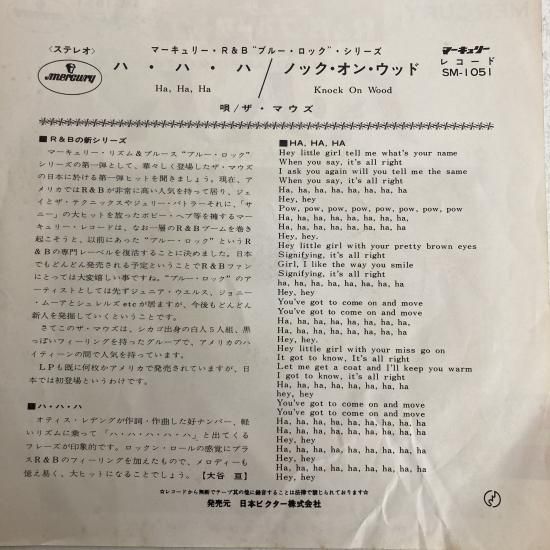 〈ステレオ〉
mercury
マーキュリー・R&B"ブルー・ロック"・シリーズ
ハ・ハ・ハ／ノック・オン・ウッド
Ha, Ha, Ha
Knock On Wood
唄/ザ・マウズ
マーキュリー
レコード
SM-1051
■R&Bの新シリーズ
マーキュリー・リズム&ブルース"ブルー・ロック"
シリーズの第一弾として、華々しく登場したザ・マウズ
の日本に於ける第一弾ヒットを聞きましょう。現在、ア
メリカではR&Bが非常に高い人気を持って居り、ジェ
イとザ・テクニックスやジェリー・バトラーそれに、「サ
ニー」の大ヒットを放ったボビー・ヘブ等を擁するマー
キュリー・レコードは、なお一層のR&Bブームを巻き
起こそうと、以前にあった"ブルー・ロック"というR
&Bの専門レーベルを復活することに決めました。日本
でもどんどん発売される予定ということでR&Bファン
にとっては大変嬉しい事ですね。"ブルー・ロック"のア
ーティストとしては先ずジュニア・ウエルス、ジョニー
・ムーアとシュレルズetcが居ますが、今後もどんどん
新人を発掘していくということです。
さてこのザ・マウズは、シカゴ出身の白人5人組、黒
っぽいフィーリングを持ったグループで、アメリカのハ
イティーンの間で人気を持っています。
LPも既に何枚かアメリカで発売されていますが、日
本では初登場というわけです。
■ハ・ハ・ハ
オティス・レデングが作詞・作曲した好ナンバー、軽
いリズムに乗って「ハ・ハ・ハ・ハ・ハ」と出てくる
フレーズが印象的です。ロックン・ロールの感覚にプラ
スR&Bのフィーリングを加えたもので、メロディーも
憶え易く、大ヒットになることでしょう。【大谷 亘】
■HA, HA, HA
Hey little girl tell me what's your name
When you say, it's all right
I ask you again will you tell me the same
When you say, it's all right
Ha, ha, ha, ha, ha, ha, ha, ha
Hey, hey
Pow, pow, pow, pow, pow, pow, pow
Ha, ha, ha, ha, ha, ha, ha,
Ha, ha, ha, ha, ha, ha, ha, ha
Hey, hey.
Hey little girl with your pretty brown eyes
Signifying, it's all right
Girl, I like the way you smile
Signifying, it's all right
ha, ha, ha, ha, ha, ha, ha, ha
Hey, hey
You've got to come on and move
You've got to come on and move
Ha, ha, ha, ha, ha, ha, ha,
Ha, ha, ha, ha, ha, ha, ha, ha
Hey, hey.
Hey little girl with your miss go on
It got to know, It's all right
Let me get a coat and I'll keep you warm
I got to know, it's all right
Ha, ha, ha, ha, ha, ha, ha, ha
hey, hey
You've got to come on and move
You've got to come on and move
Ha, ha, ha, ha, ha, ha, ha, ha, ha
Ha, ha, ha, ha, ha, ha, ha, ha, ha
Hey, hey
Ha, ha, ha, ha, ha, ha, ha, ha, ha
Hey, hey
Ha, ha, ha, ha, ha, ha, ha, ha, ha
Hey, hey
☆レコードから無断でテープ其の他に録音することは法律で禁じられております☆
発売元 日本ビクター株式会社